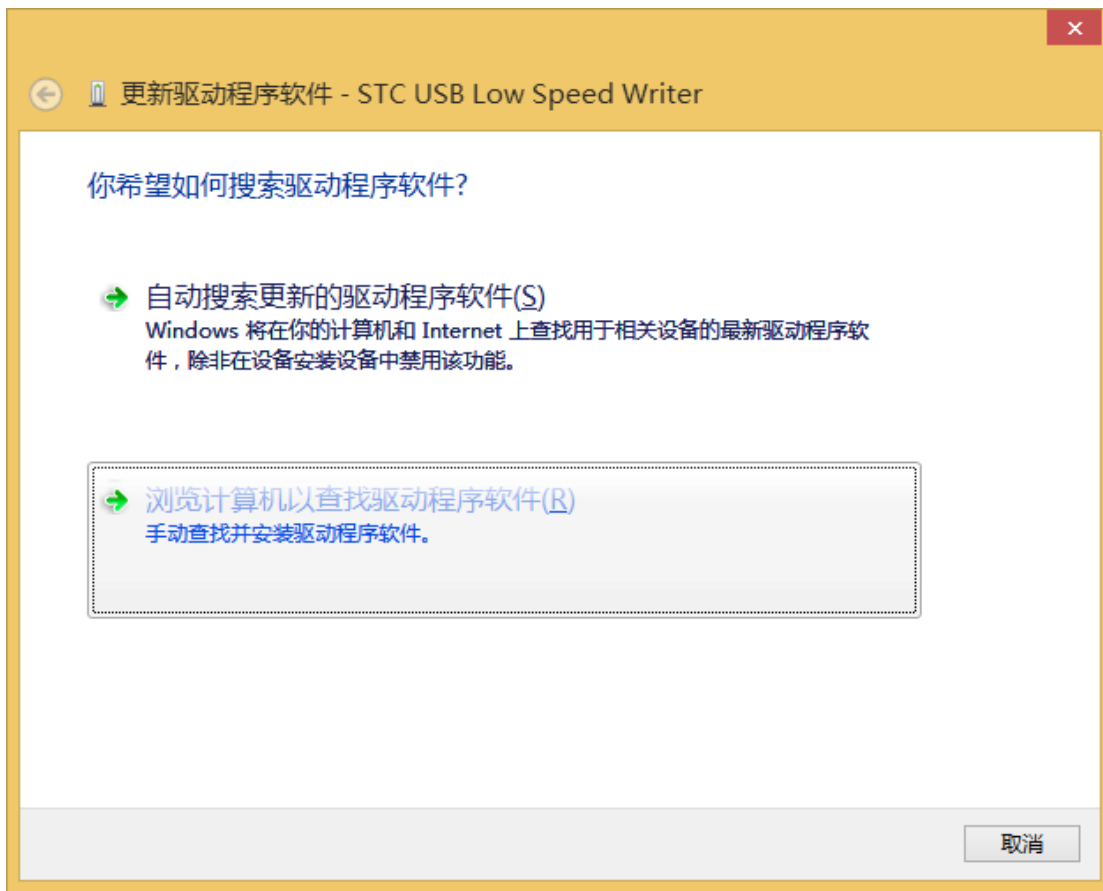 更新驱动程序软件 - STC USB Low Speed Writer
你希望如何搜索驱动程序软件?
自动搜索更新的驱动程序软件(S)
Windows 将在你的计算机和 Internet 上查找用于相关设备的最新驱动程序软
件，除非在设备安装设备中禁用该功能。
浏览计算机以查找驱动程序软件(R)
手动查找并安装驱动程序软件。
取消